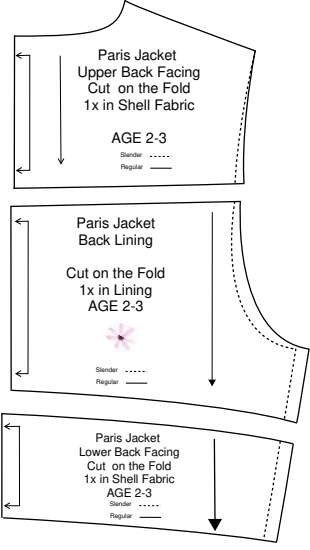 Paris Jacket
Upper Back Facing
Cut on the Fold
1x in Shell Fabric
AGE 2-3
Slender
Regular
Paris Jacket
Back Lining
Cut on the Fold
1x in Lining
AGE 2-3
Slender
Regular
Paris Jacket
Lower Back Facing
Cut on the Fold
1x in Shell Fabric
AGE 2-3
Slender
Regular